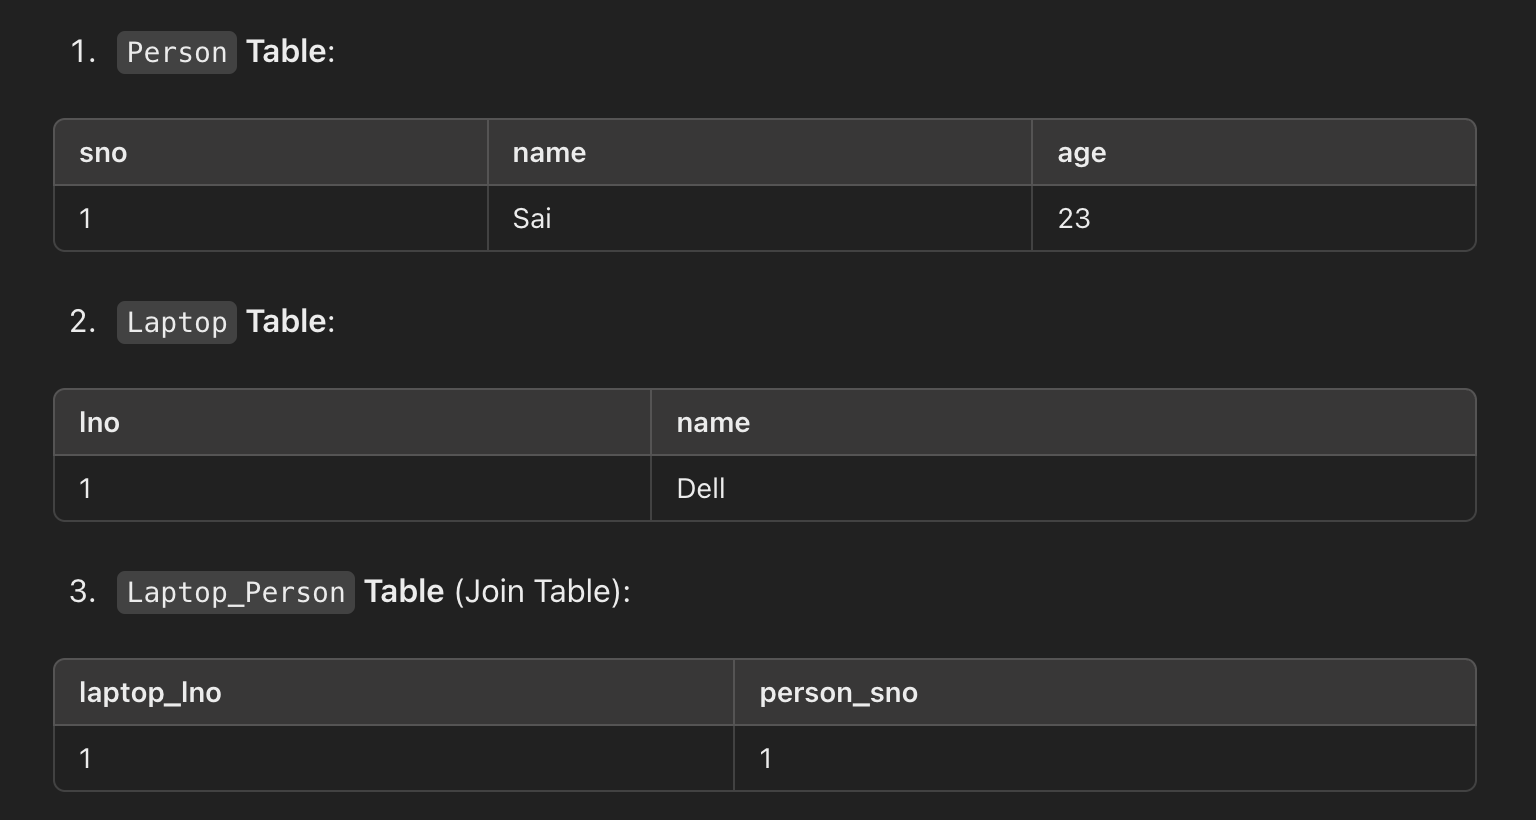 1. Person Table:
sno name age
1 Sai 23
2. Laptop Table:
lno name
1 Dell
3. Laptop_Person Table (Join Table):
laptop_lno person_sno
1 1